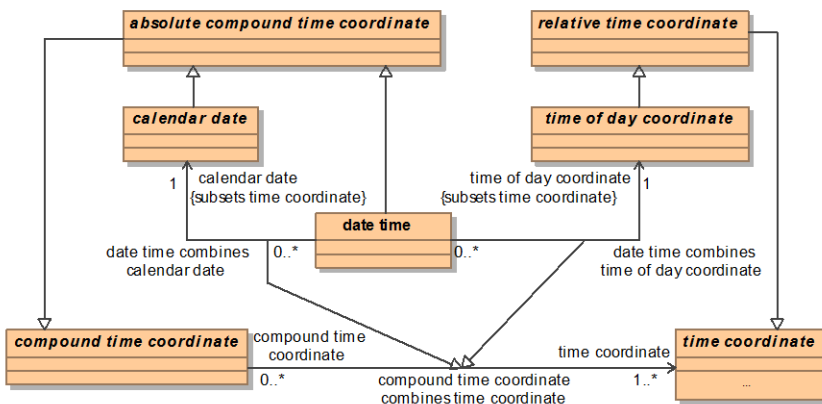 absolute compound time coordinate
relative time coordinate
calendar date
time of day coordinate
1
calendar date
{subsets time coordinate}
time of day coordinate
{subsets time coordinate}
1
date time
date time combines
calendar date
0..*
0..*
date time combines
time of day coordinate
compound time coordinate
compound time
coordinate
0..*
compound time coordinate
combines time coordinate
time coordinate
1..*
time coordinate
...